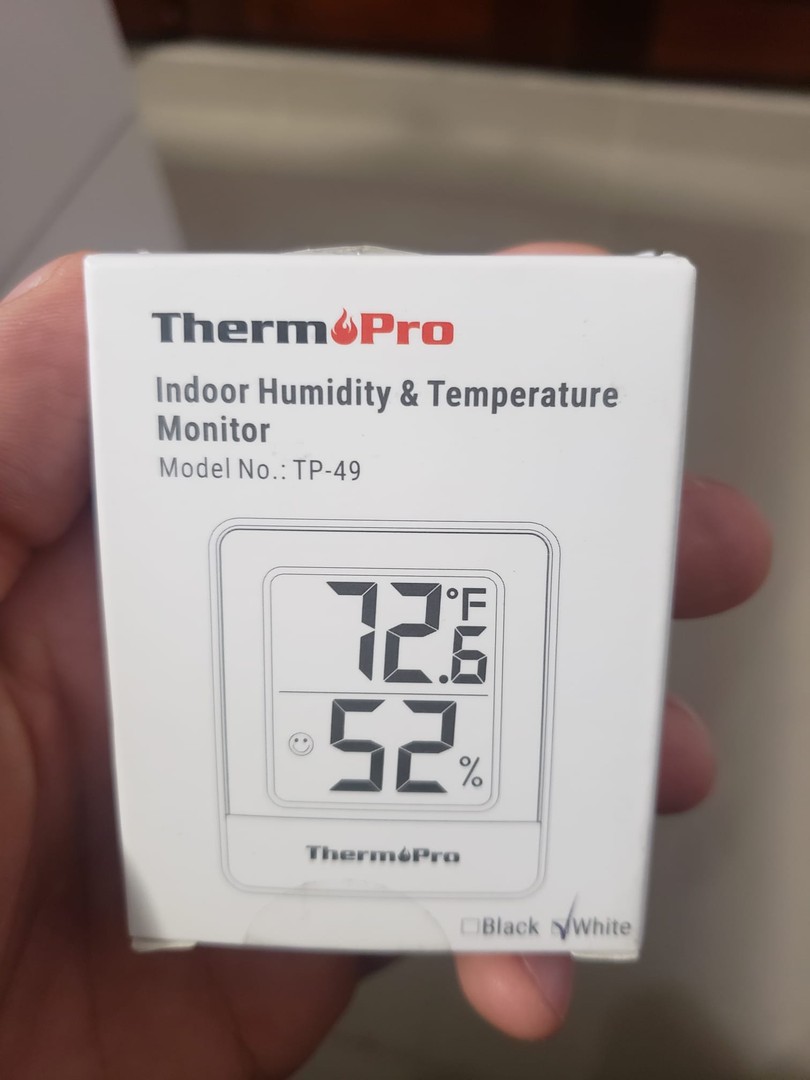 ThermoPro
Indoor Humidity & Temperature
Monitor
Model No.: TP-49
72.6 °F
52 %
ThermoPro
Black White